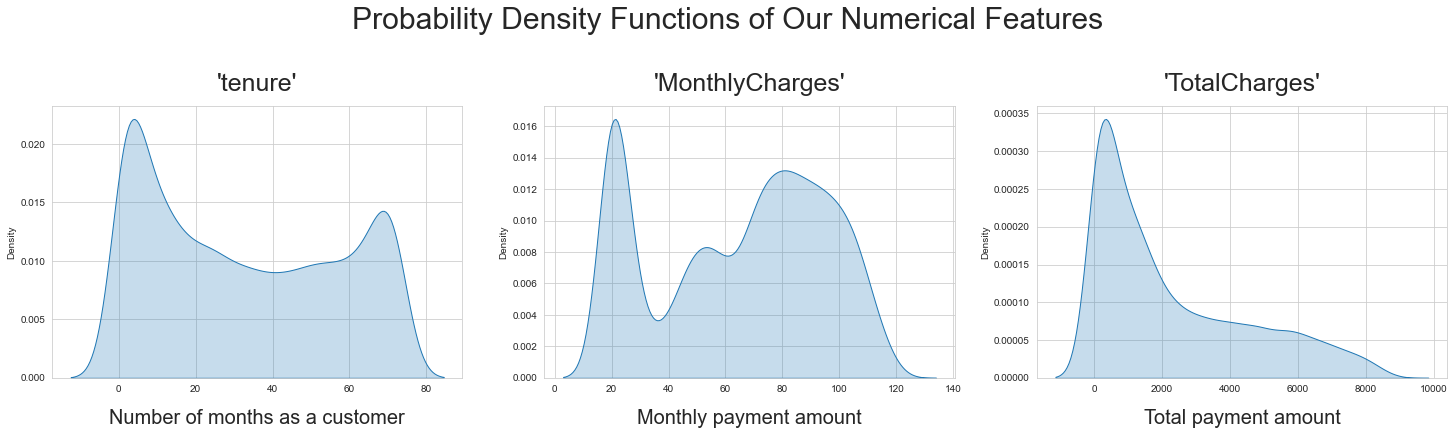 Probability Density Functions of Our Numerical Features
'tenure'
Density
0.020
0.015
0.010
0.005
0.000
0 20 40 60 80
Number of months as a customer
'MonthlyCharges'
Density
0.016
0.014
0.012
0.010
0.008
0.006
0.004
0.002
0.000
0 20 40 60 80 100 120 140
Monthly payment amount
'TotalCharges'
Density
0.00035
0.00030
0.00025
0.00020
0.00015
0.00010
0.00005
0.00000
0 2000 4000 6000 8000 10000
Total payment amount